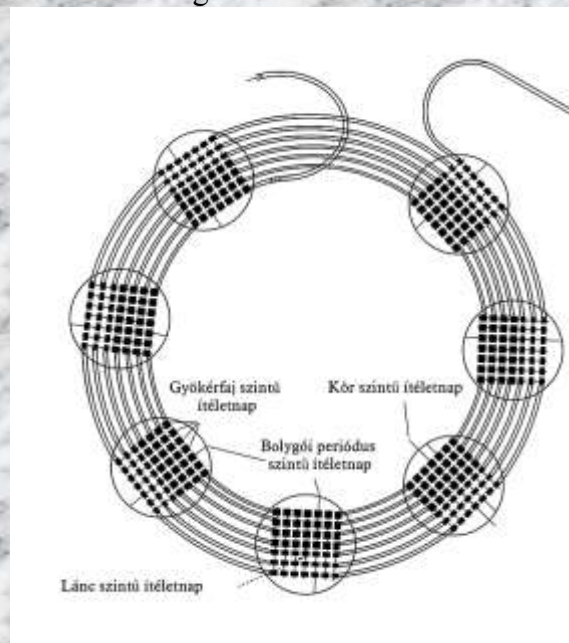 Gyökérfaj szintű
ítéletnap
Kör szintű ítéletnap
Bolygói periódus
szintű ítéletnap
Lánc szintű ítéletnap